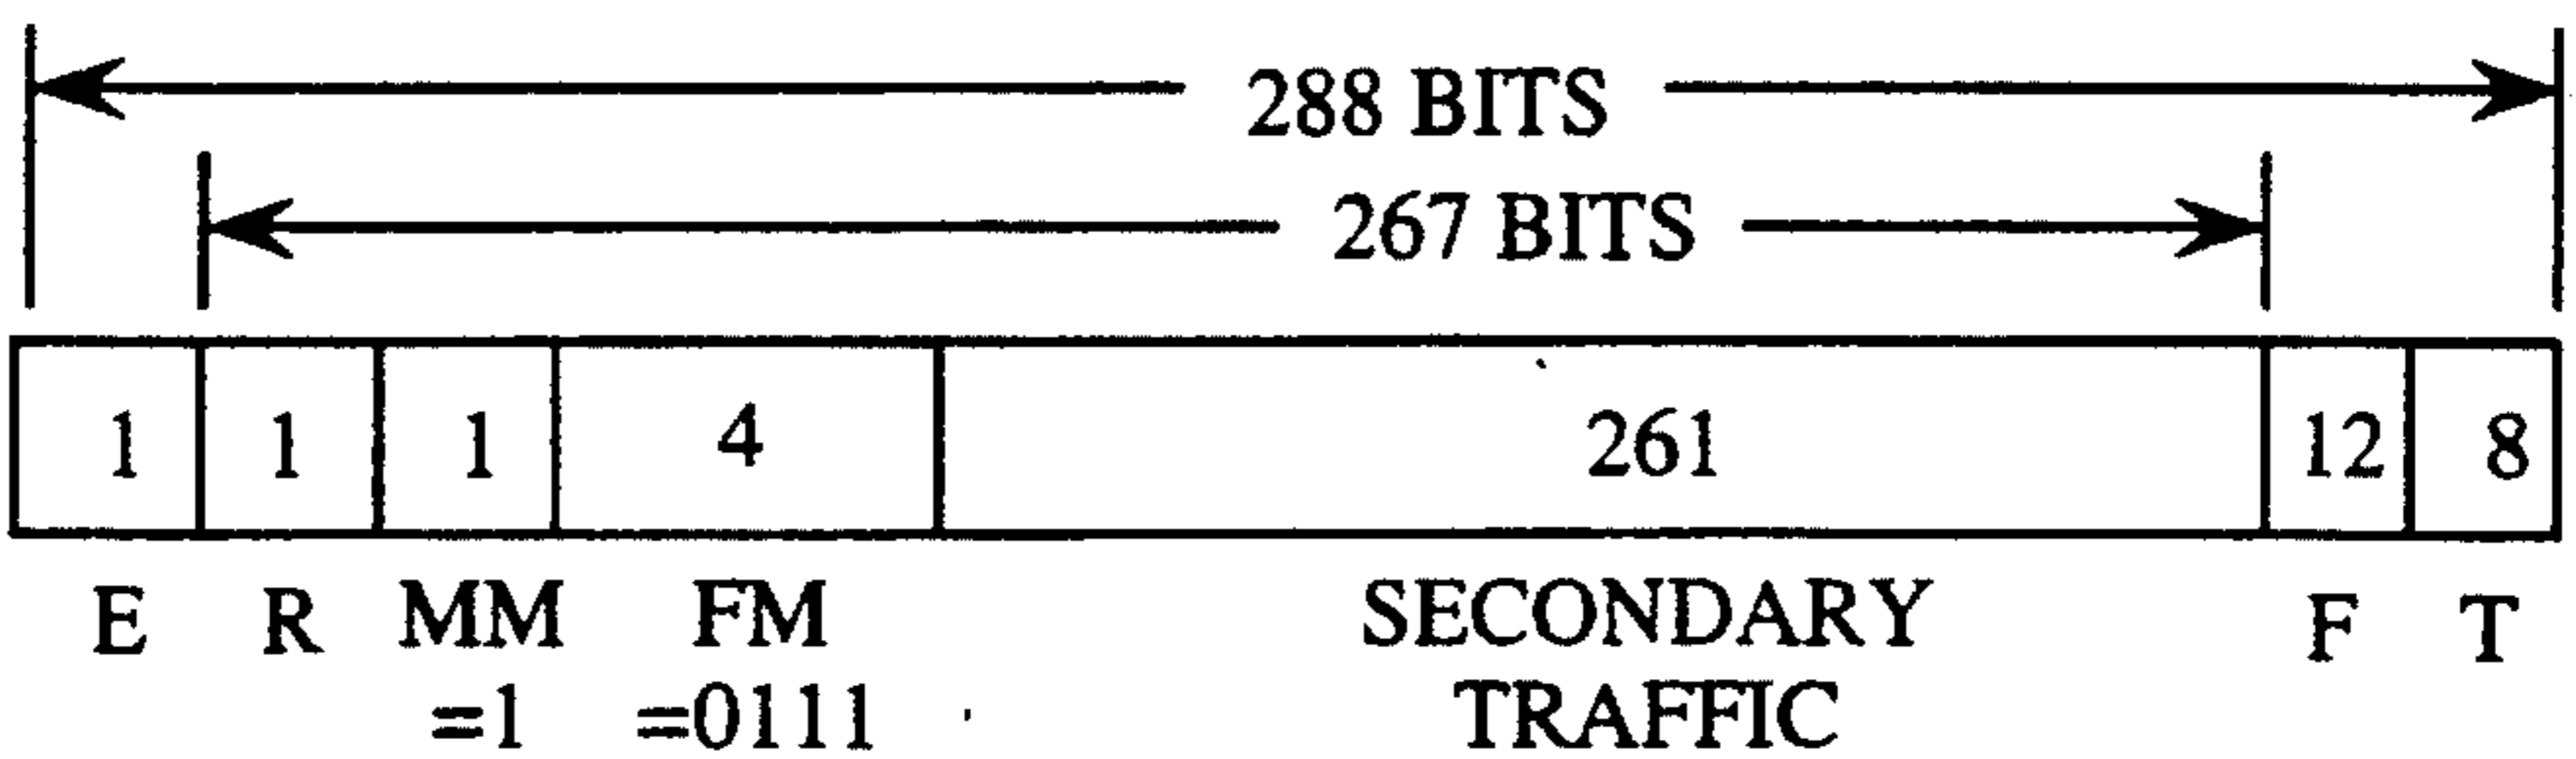 288 BITS
267 BITS
1 1 1 4 261 12 8
E R MM FM SECONDARY F T
=1 =0111 TRAFFIC